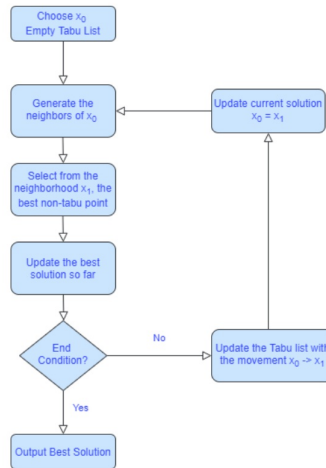 Choose x₀
Empty Tabu List
Generate the
neighbors of x₀
Update current solution
x₀ = x₁
Select from the
neighborhood x₁, the
best non-tabu point
Update the best
solution so far
End
Condition?
No
Update the Tabu list with
the movement x₀ -> x₁
Yes
Output Best Solution